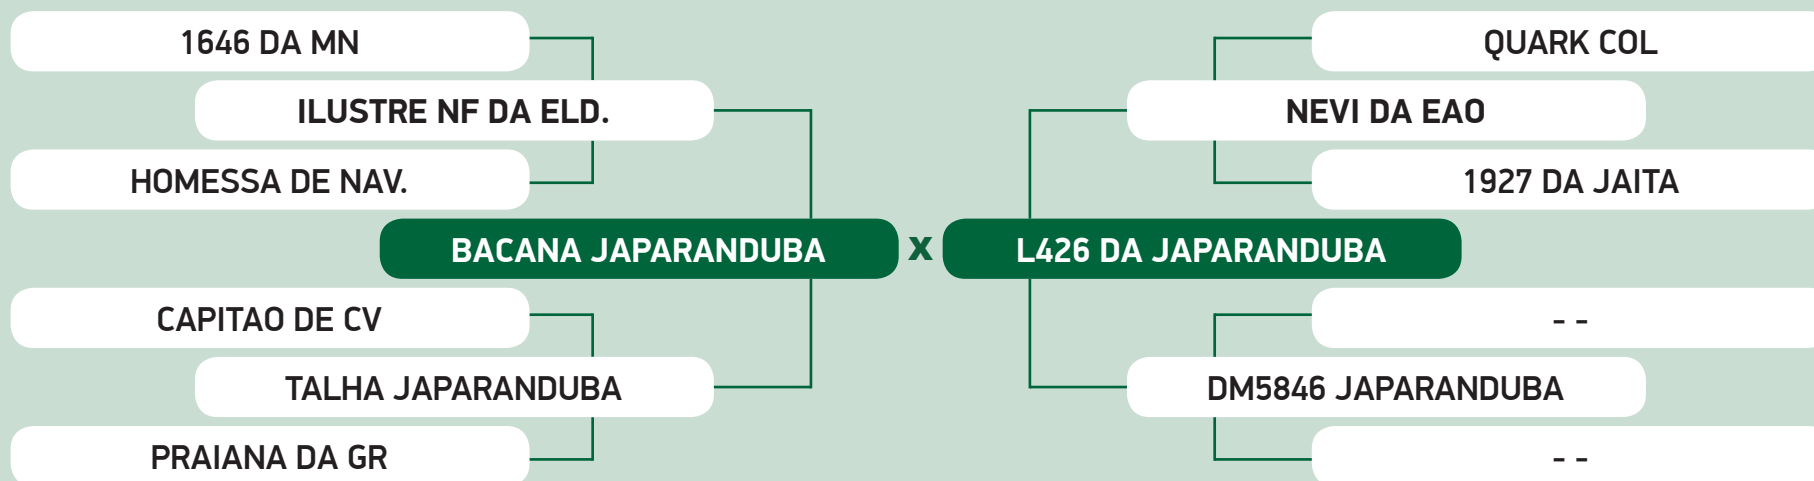 1646 DA MN
QUARK COL
ILUSTRE NF DA ELD.
NEVI DA EAO
HOMESSA DE NAV.
1927 DA JAITA
BACANA JAPARANDUBA x L426 DA JAPARANDUBA
CAPITAO DE CV
- -
TALHA JAPARANDUBA
DM5846 JAPARANDUBA
PRAIANA DA GR
- -